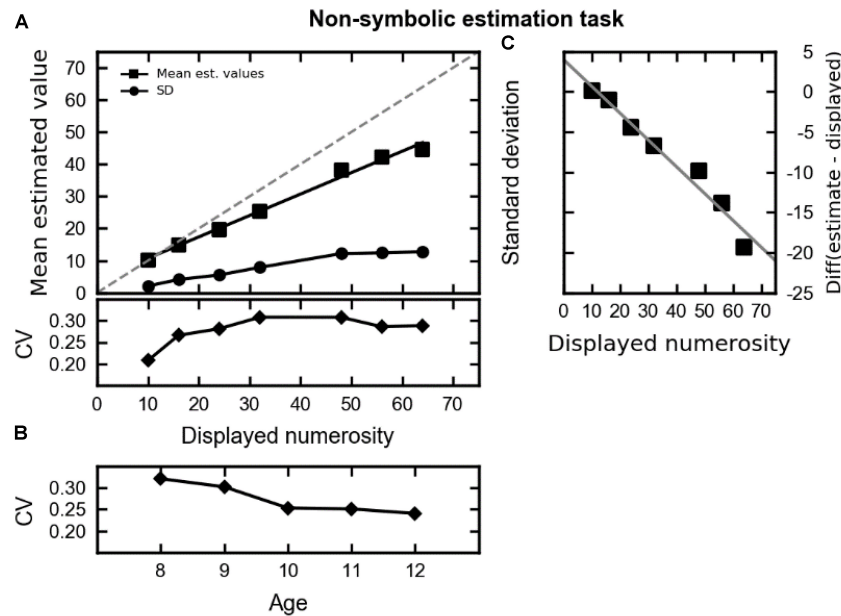 Non-symbolic estimation task
A
Mean estimated value
75
70
60
50
40
30
20
10
0
Mean est. values
SD
Standard deviation
CV
0.30
0.20
0 10 20 30 40 50 60 70
Displayed numerosity
B
CV
0.30
0.25
0.20
8 9 10 11 12
Age
C
5
0
-5
-10
-15
-20
-25
Diff(estimate - displayed)
0 10 20 30 40 50 60 70
Displayed numerosity